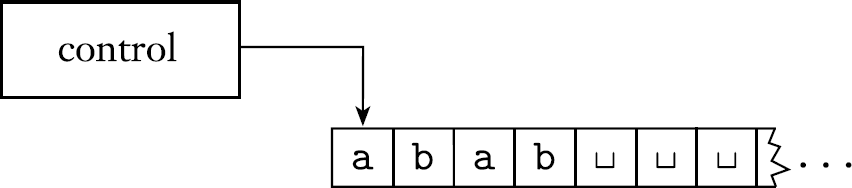 control
a b a b ␣ ␣ ␣ ...